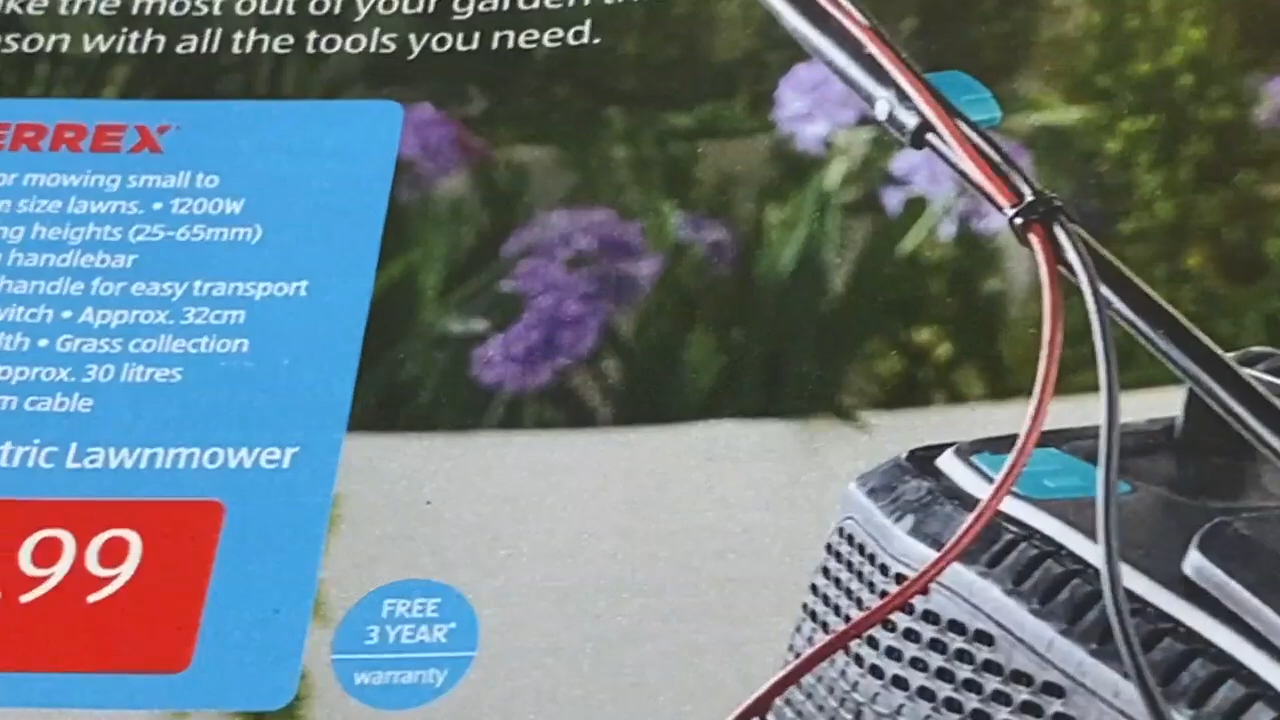 ke the most out of your garden th
son with all the tools you need.
ERREX
or mowing small to
m size lawns. • 1200W
ng heights (25-65mm)
handlebar
handle for easy transport
witch • Approx. 32cm
dth • Grass collection
pprox. 30 litres
m cable
tric Lawnmower
.99
FREE
3 YEAR*
warranty